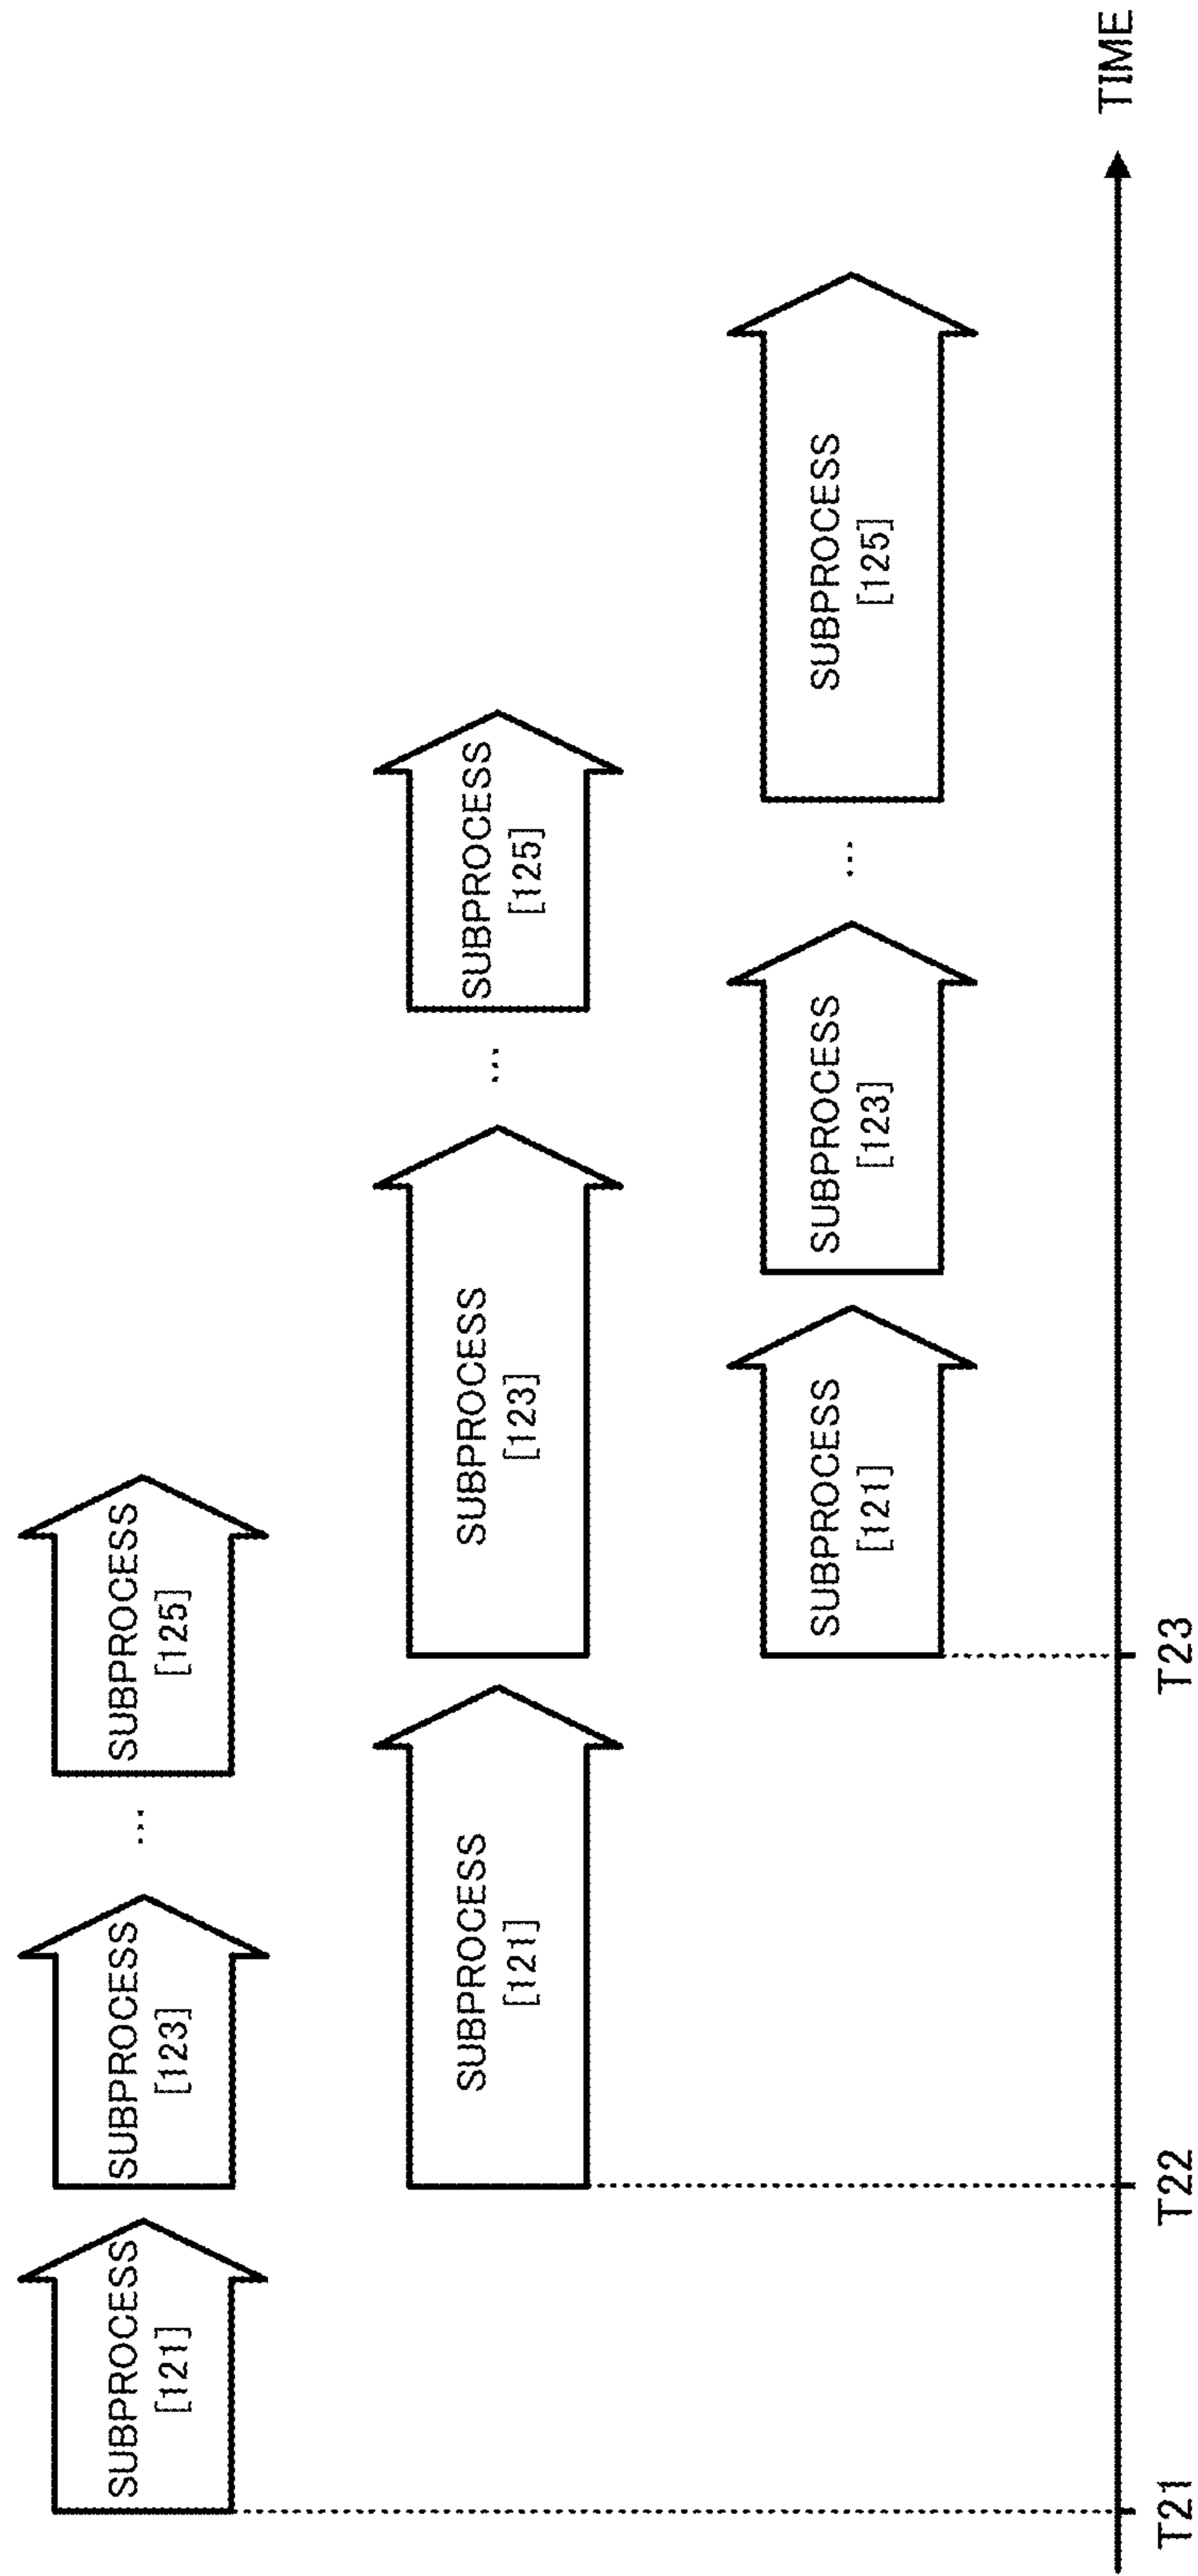 SUBPROCESS
[121]
SUBPROCESS
[123]
...
SUBPROCESS
[125]
SUBPROCESS
[121]
SUBPROCESS
[123]
...
SUBPROCESS
[125]
SUBPROCESS
[121]
SUBPROCESS
[123]
...
SUBPROCESS
[125]
TIME
T21
T22
T23